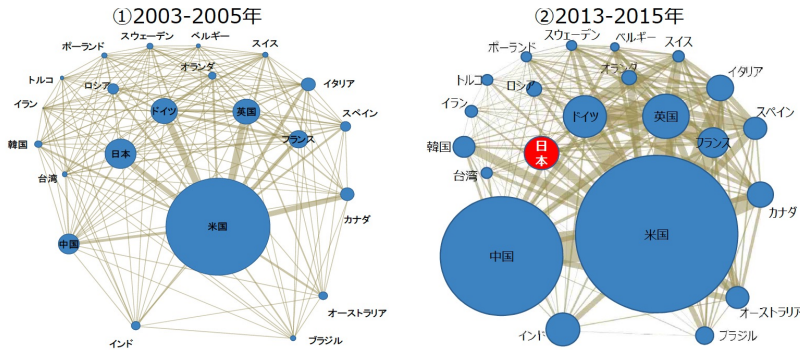 ①2003-2005年
スウェーデン
ベルギー
スイス
ポーランド
オランダ
トルコ
ロシア
イタリア
イラン
ドイツ
英国
スペイン
韓国
日本
フランス
台湾
米国
カナダ
中国
オーストラリア
インド
ブラジル
②2013-2015年
スウェーデン
ベルギー
スイス
ポーランド
オランダ
トルコ
ロシア
イタリア
イラン
ドイツ
英国
スペイン
韓国
日
本
フランス
台湾
カナダ
米国
中国
オーストラリア
インド
ブラジル